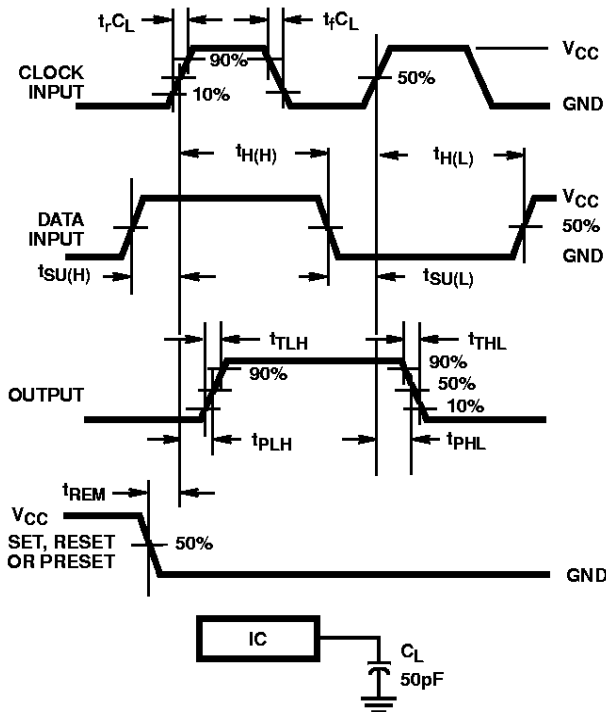 trCL
tfCL
VCC
90%
50%
CLOCK
INPUT
10%
GND
tH(H)
tH(L)
VCC
DATA
INPUT
50%
GND
tSU(H)
tSU(L)
tTLH
tTHL
90%
90%
50%
OUTPUT
10%
tPLH
tPHL
tREM
VCC
SET, RESET
OR PRESET
50%
GND
IC
CL
50pF